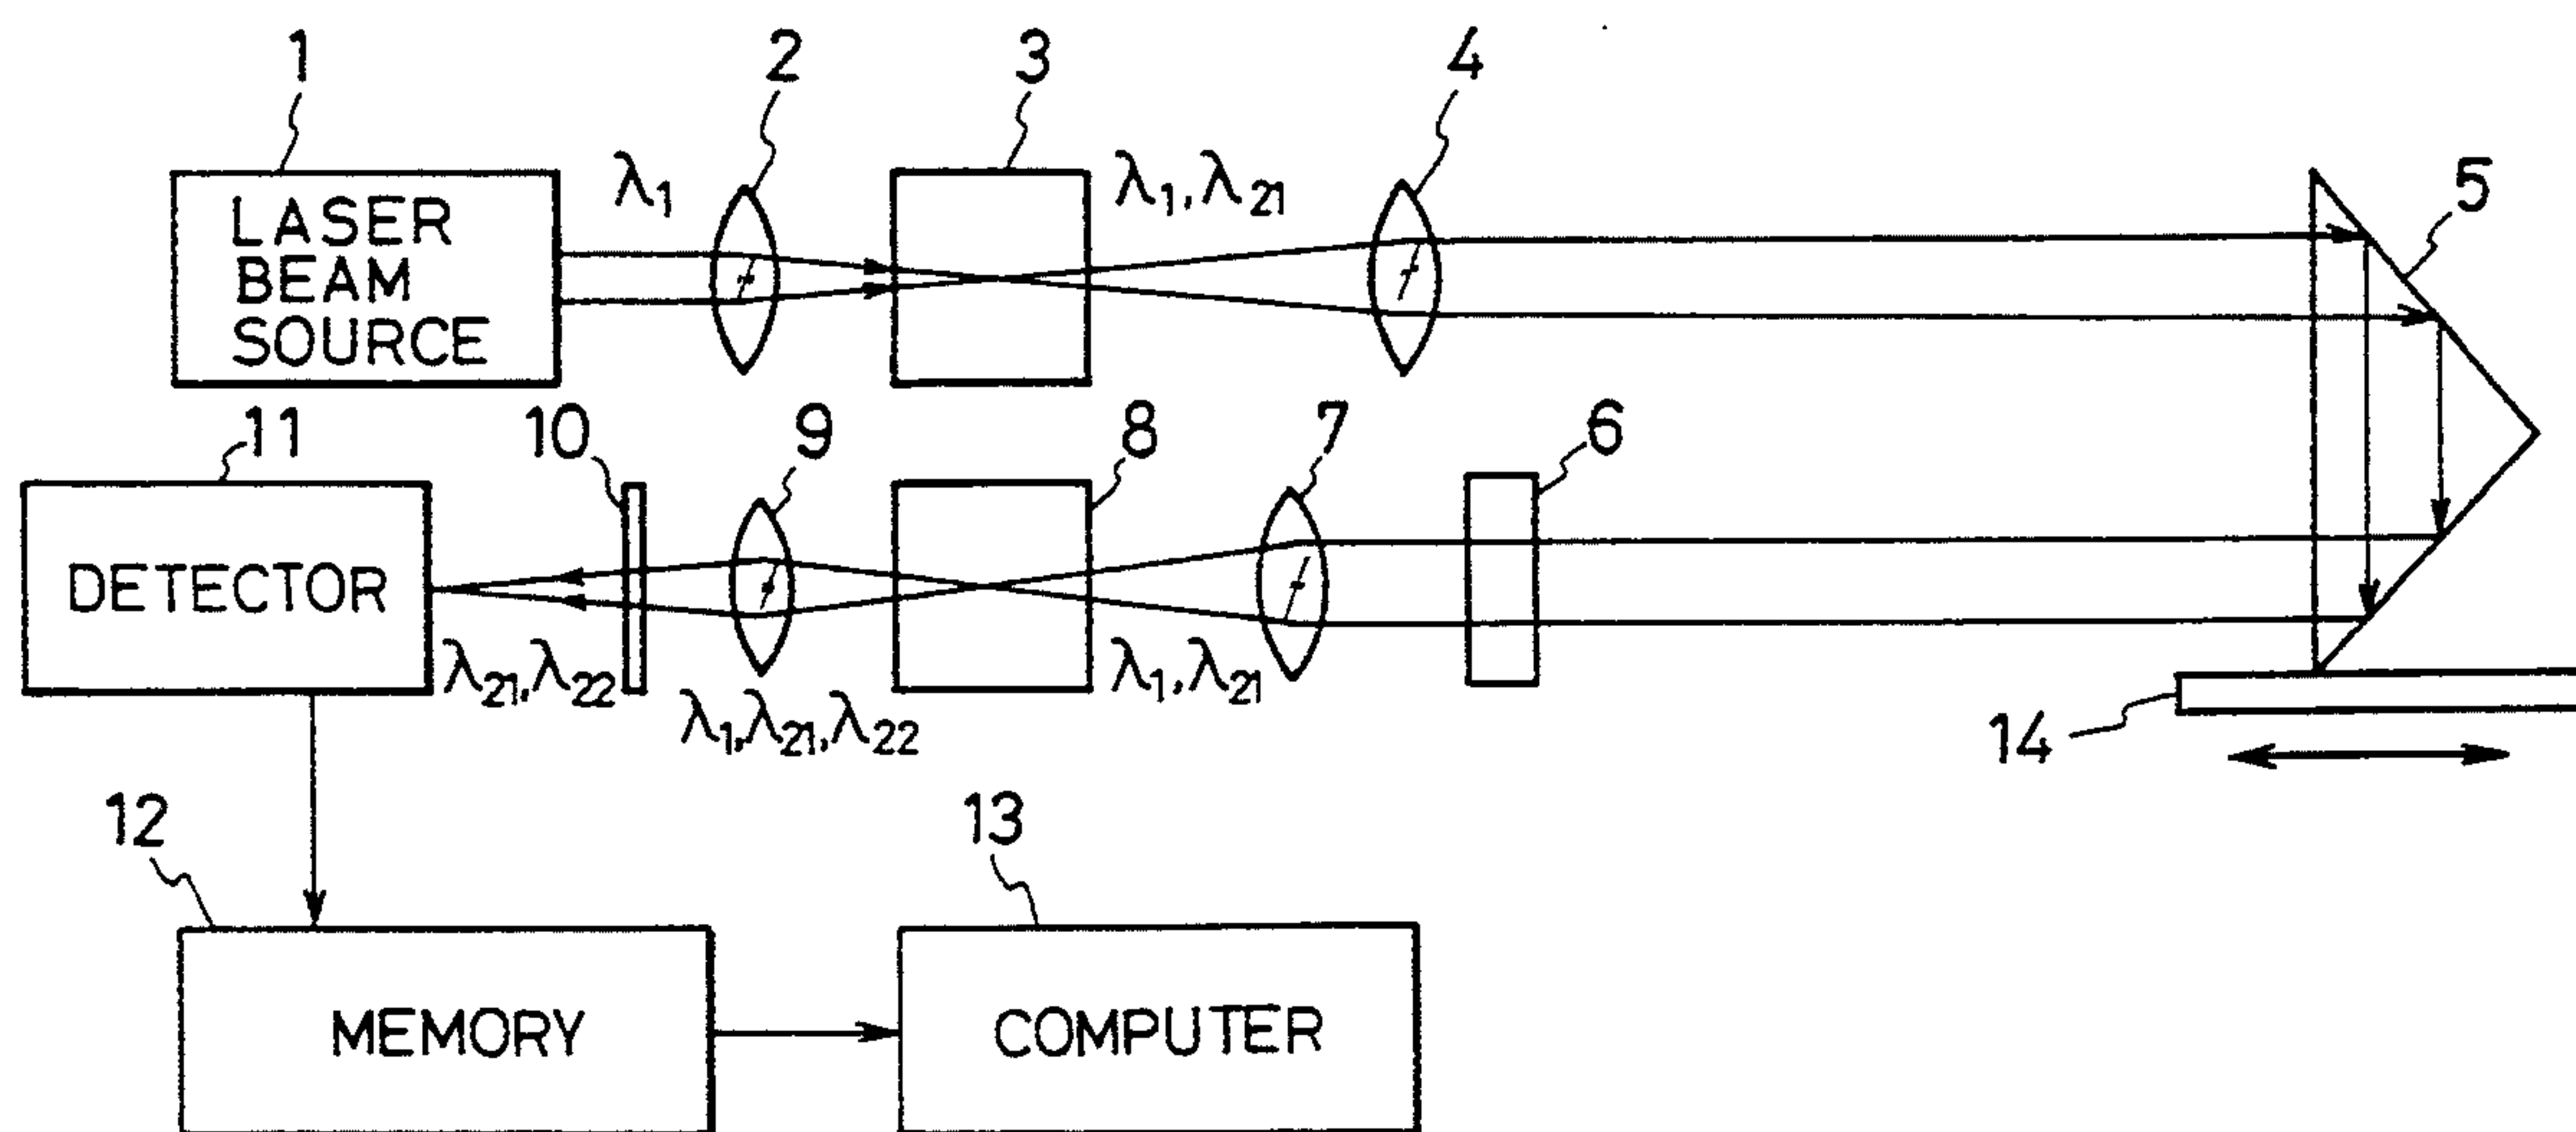 1
2
3
4
5
LASER
BEAM
SOURCE
λ₁
λ₁, λ₂₁
11
10
9
8
7
6
DETECTOR
λ₂₁, λ₂₂
λ₁, λ₂₁, λ₂₂
λ₁, λ₂₁
14
12
13
MEMORY
COMPUTER